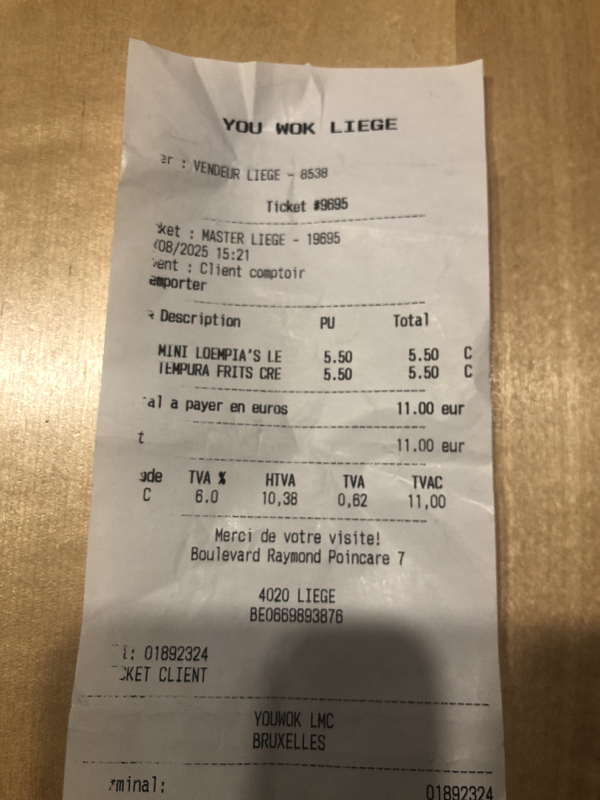 YOU WOK LIEGE
er : VENDEUR LIEGE - 8538
Ticket #9695
ket : MASTER LIEGE - 19695
/08/2025 15:21
ent : Client comptoir
emporter
Description PU Total
MINI LOEMPIA'S LE 5.50 5.50 C
TEMPURA FRITS CRE 5.50 5.50 C
al a payer en euros 11.00 eur
t 11.00 eur
ode TVA % HTVA TVA TVAC
C 6.0 10,38 0,62 11,00
Merci de votre visite!
Boulevard Raymond Poincare 7
4020 LIEGE
BE0669893876
: 01892324
CKET CLIENT
YOUWOK LMC
BRUXELLES
minal: 01892324